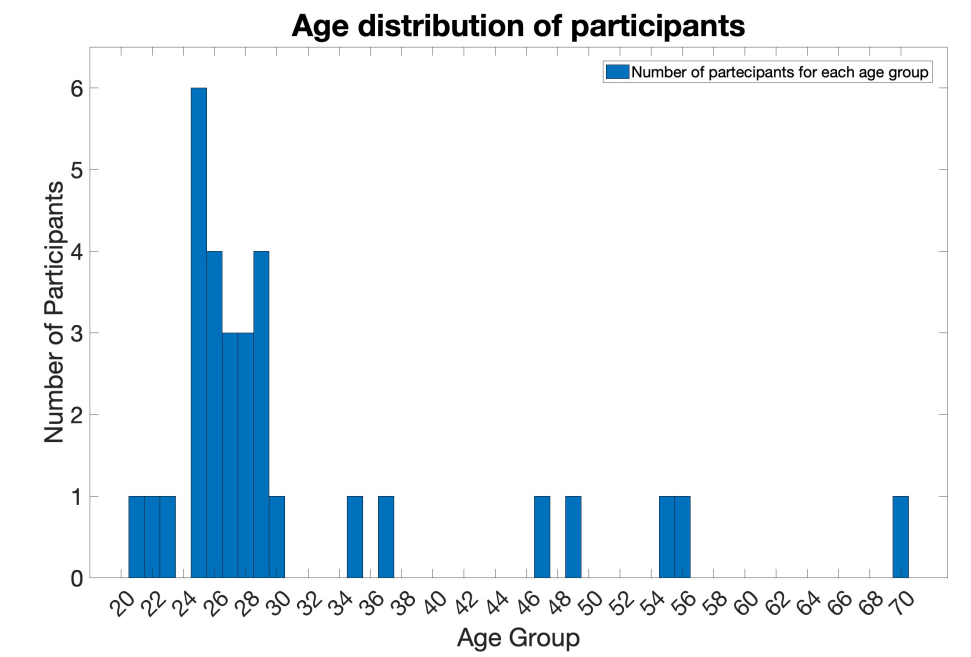 Age distribution of participants
Number of partecipants for each age group
Number of Participants
6
5
4
3
2
1
0
20 22 24 26 28 30 32 34 36 38 40 42 44 46 48 50 52 54 56 58 60 62 64 66 68 70
Age Group